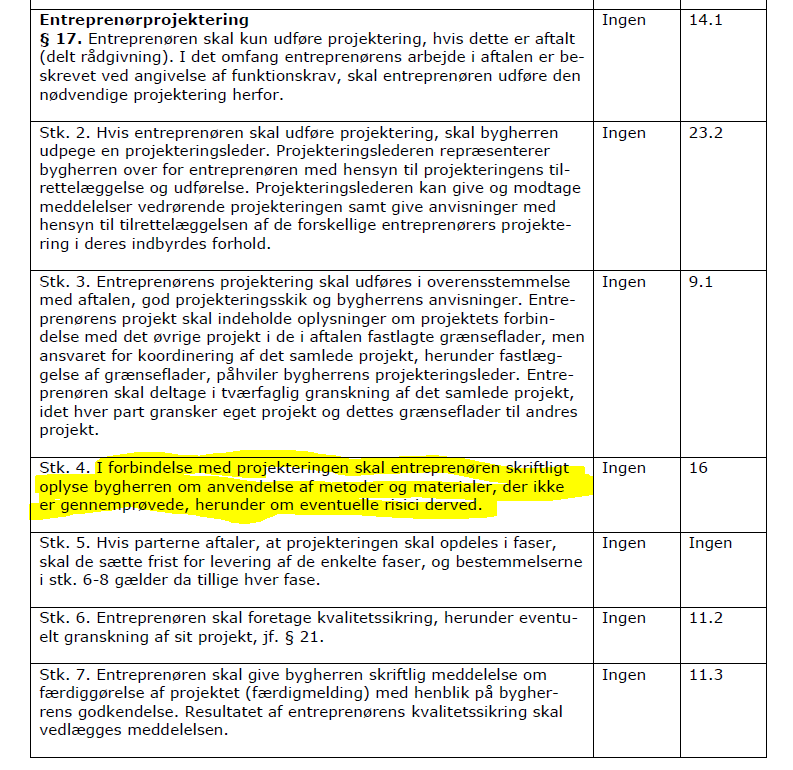 Entreprenørprojektering Ingen 14.1
§ 17. Entreprenøren skal kun udføre projektering, hvis dette er aftalt
(delt rådgivning). I det omfang entreprenørens arbejde i aftalen er be-
skrevet ved angivelse af funktionskrav, skal entreprenøren udføre den
nødvendige projektering herfor.
Stk. 2. Hvis entreprenøren skal udføre projektering, skal bygherren Ingen 23.2
udpege en projekteringsleder. Projekteringslederen repræsenterer
bygherren over for entreprenøren med hensyn til projekteringens til-
rettelæggelse og udførelse. Projekteringslederen kan give og modtage
meddelelser vedrørende projekteringen samt give anvisninger med
hensyn til tilrettelæggelsen af de forskellige entreprenørers projekte-
ring i deres indbyrdes forhold.
Stk. 3. Entreprenørens projektering skal udføres i overensstemmelse Ingen 9.1
med aftalen, god projekteringsskik og bygherrens anvisninger. Entre-
prenørens projekt skal indeholde oplysninger om projektets forbin-
delse med det øvrige projekt i de i aftalen fastlagte grænseflader, men
ansvaret for koordinering af det samlede projekt, herunder fastlæg-
gelse af grænseflader, påhviler bygherrens projekteringsleder. Entre-
prenøren skal deltage i tværfaglig granskning af det samlede projekt,
idet hver part gransker eget projekt og dettes grænseflader til andres
projekt.
Stk. 4. I forbindelse med projekteringen skal entreprenøren skriftligt Ingen 16
oplyse bygherren om anvendelse af metoder og materialer, der ikke
er gennemprøvede, herunder om eventuelle risici derved.
Stk. 5. Hvis parterne aftaler, at projekteringen skal opdeles i faser, Ingen Ingen
skal de sætte frist for levering af de enkelte faser, og bestemmelserne
i stk. 6-8 gælder da tillige hver fase.
Stk. 6. Entreprenøren skal foretage kvalitetssikring, herunder eventu- Ingen 11.2
elt granskning af sit projekt, jf. § 21.
Stk. 7. Entreprenøren skal give bygherren skriftlig meddelelse om Ingen 11.3
færdiggørelse af projektet (færdigmelding) med henblik på bygher-
rens godkendelse. Resultatet af entreprenørens kvalitetssikring skal
vedlægges meddelelsen.